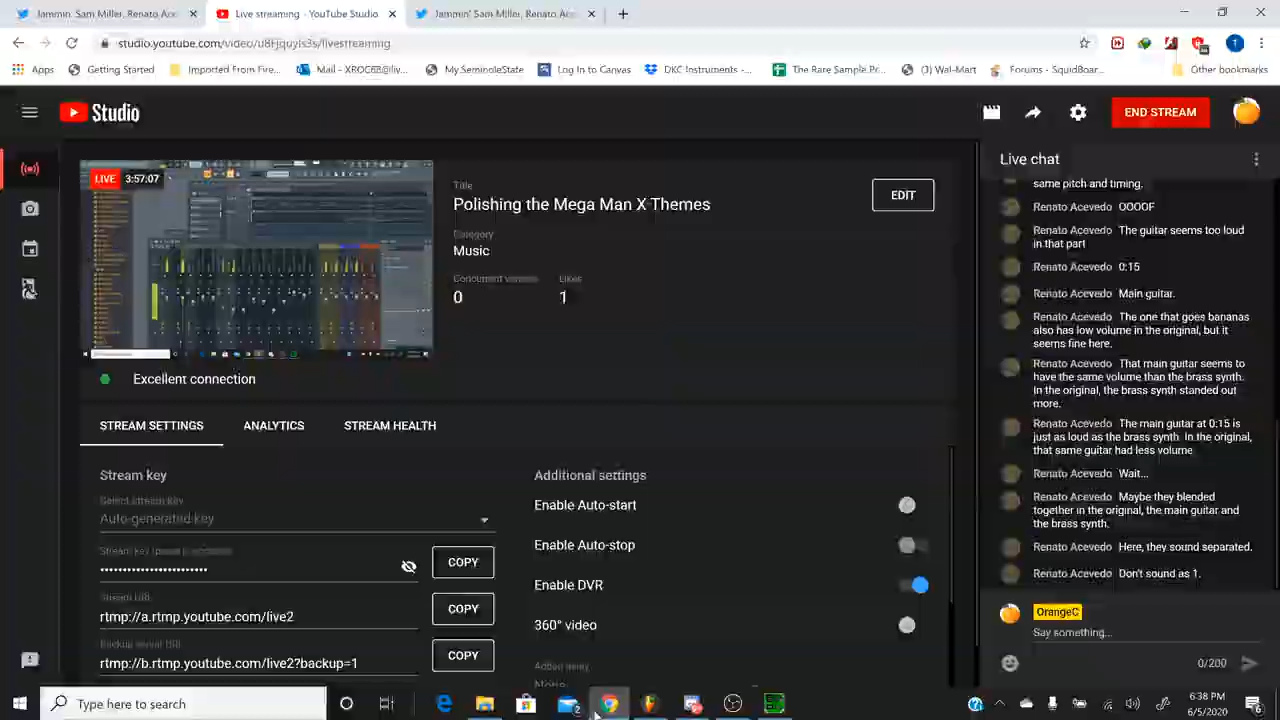 Jammin' Sam Miller, Renato Ace
Live streaming - YouTube Studio
Jammin' Sam Miller, Renato Ace
studio.youtube.com/video/u8Hjquyls3s/livestreaming
Apps
Getting Started
Imported From Fire...
Mail - XROGER@liv...
My SeminoleState
Log In to Canvas
DKC Instruments -...
The Rare Sample Pr...
(3) Wal-Mart
Forums - SquidBoar...
Other bookmarks
Studio
END STREAM
LIVE 3:57:07
Title
Polishing the Mega Man X Themes
EDIT
Category
Music
Concurrent viewers
Likes
0
1
Excellent connection
STREAM SETTINGS
ANALYTICS
STREAM HEALTH
Stream key
Select stream key
Auto-generated key
Stream key
COPY
Stream URL
rtmp://a.rtmp.youtube.com/live2
COPY
Backup server URL
rtmp://b.rtmp.youtube.com/live2?backup=1
COPY
Additional settings
Enable Auto-start
Enable Auto-stop
Enable DVR
360° video
Added delay
None
Live chat
same pitch and timing.
Renato Acevedo OOOOF
Renato Acevedo The guitar seems too loud
in that part
Renato Acevedo 0:15
Renato Acevedo Main guitar.
Renato Acevedo The one that goes bananas
also has low volume in the original, but it
seems fine here.
Renato Acevedo That main guitar seems to
have the same volume than the brass synth.
In the original, the brass synth standed out
more.
Renato Acevedo The main guitar at 0:15 is
just as loud as the brass synth. In the original,
that same guitar had less volume
Renato Acevedo Wait...
Renato Acevedo Maybe they blended
together in the original, the main guitar and
the brass synth.
Renato Acevedo Here, they sound separated.
Renato Acevedo Don't sound as 1.
OrangeC
Say something...
0/200
Type here to search
2
6:38 PM
6/5/2020